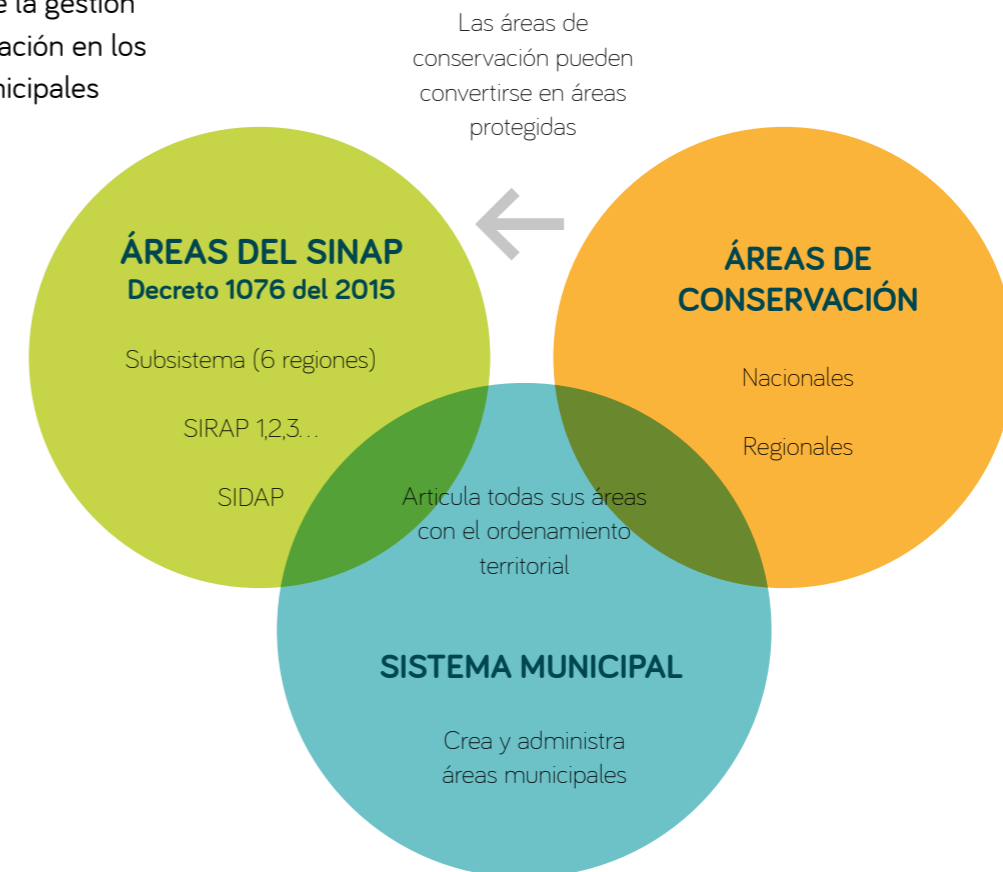 e la gestión
ación en los
nicipales
Las áreas de
conservación pueden
convertirse en áreas
protegidas
ÁREAS DEL SINAP
Decreto 1076 del 2015
Subsistema (6 regiones)
SIRAP 1,2,3...
SIDAP
ÁREAS DE
CONSERVACIÓN
Nacionales
Regionales
Articula todas sus áreas
con el ordenamiento
territorial
SISTEMA MUNICIPAL
Crea y administra
áreas municipales